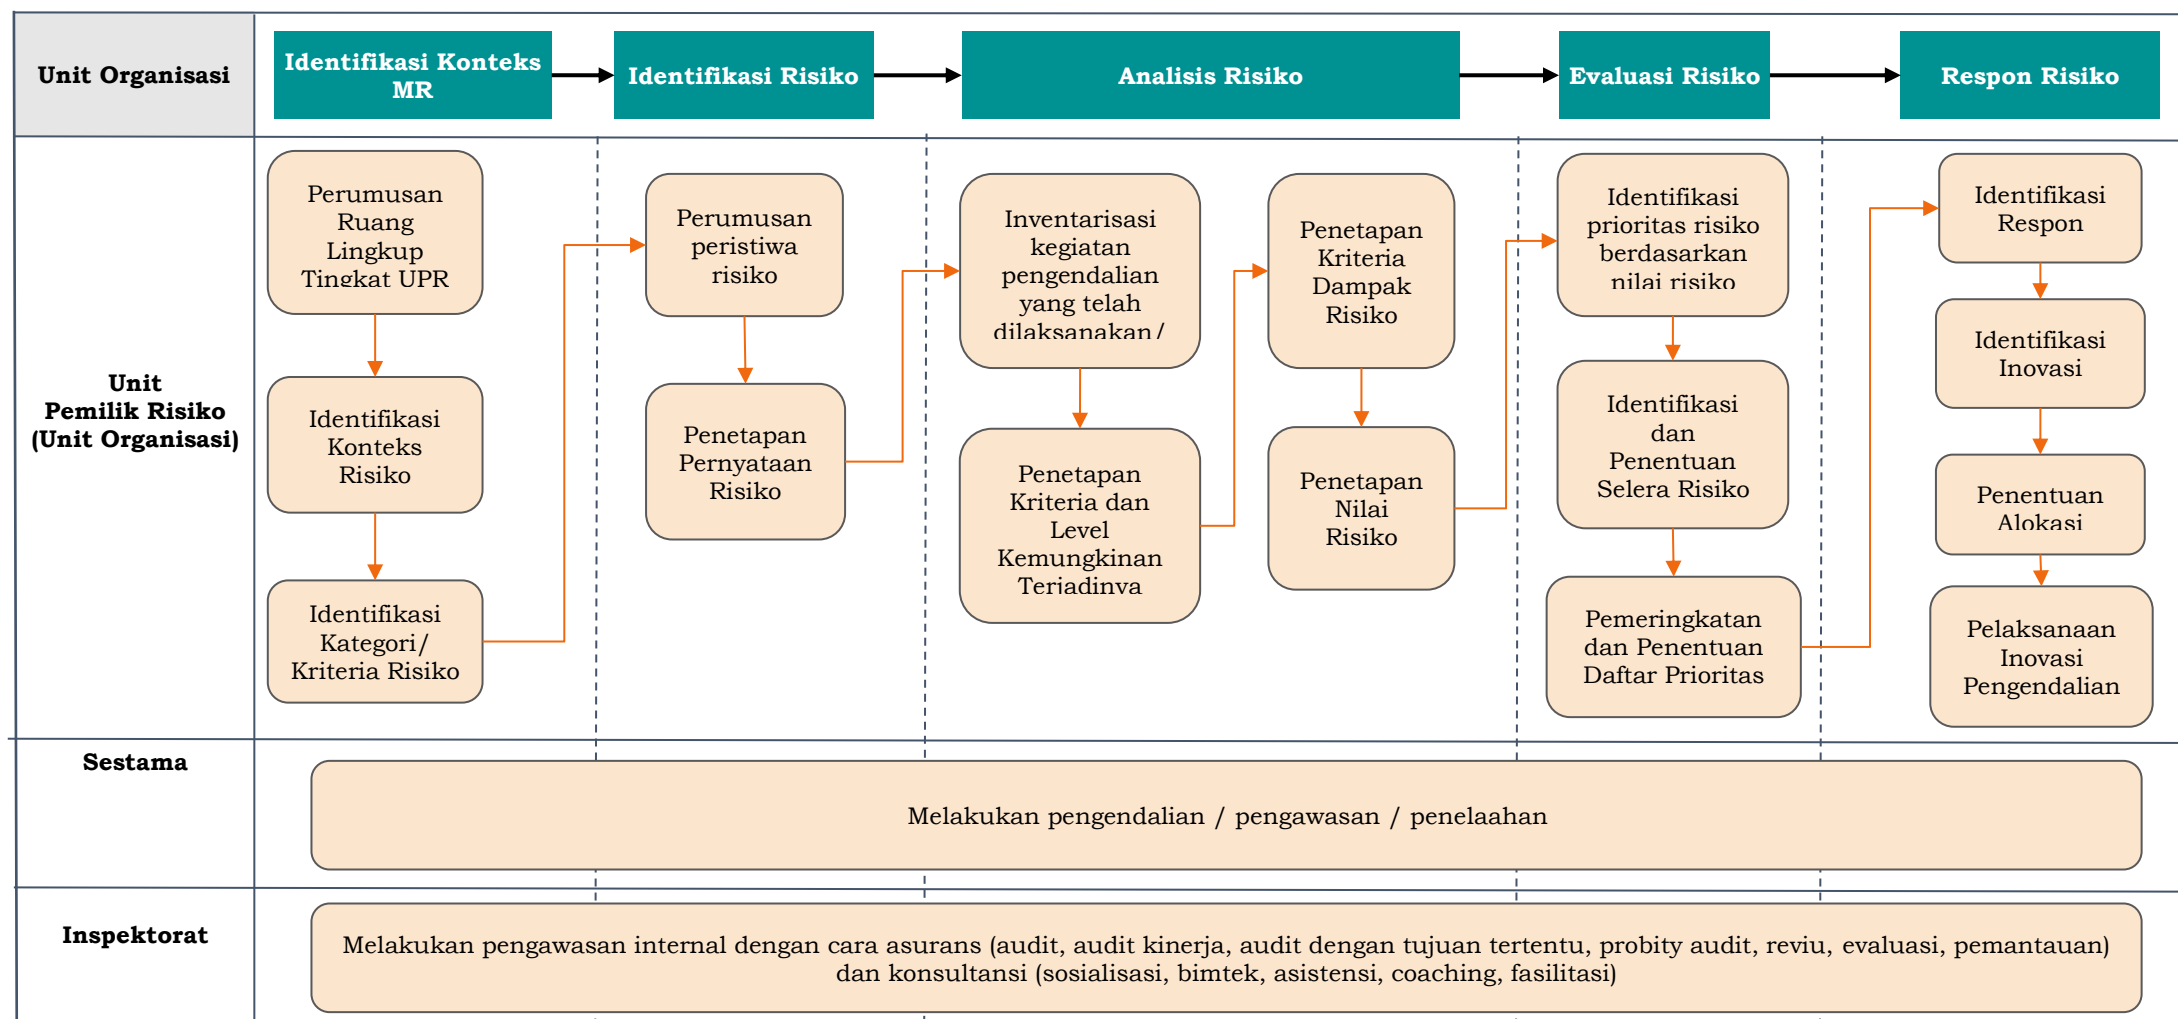 Unit Organisasi
Identifikasi Konteks
MR
Identifikasi Risiko
Analisis Risiko
Evaluasi Risiko
Respon Risiko
Unit
Pemilik Risiko
(Unit Organisasi)
Perumusan
Ruang
Lingkup
Tingkat UPR
Identifikasi
Konteks
Risiko
Identifikasi
Kategori/
Kriteria Risiko
Perumusan
peristiwa
risiko
Penetapan
Pernyataan
Risiko
Inventarisasi
kegiatan
pengendalian
yang telah
dilaksanakan/
Penetapan
Kriteria dan
Level
Kemungkinan
Terjadinya
Penetapan
Kriteria
Dampak
Risiko
Penetapan
Nilai
Risiko
Identifikasi
prioritas risiko
berdasarkan
nilai risiko
Identifikasi
dan
Penentuan
Selera Risiko
Pemeringkatan
dan Penentuan
Daftar Prioritas
Identifikasi
Respon
Identifikasi
Inovasi
Penentuan
Alokasi
Pelaksanaan
Inovasi
Pengendalian
Sestama
Melakukan pengendalian / pengawasan / penelaahan
Inspektorat
Melakukan pengawasan internal dengan cara asurans (audit, audit kinerja, audit dengan tujuan tertentu, probity audit, reviu, evaluasi, pemantauan)
dan konsultansi (sosialisasi, bimtek, asistensi, coaching, fasilitasi)